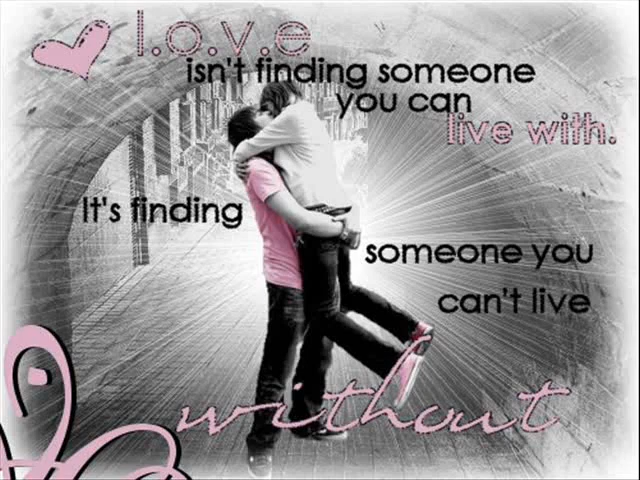 l.o.v.e
isn't finding someone
you can
live with.
It's finding
someone you
can't live
without